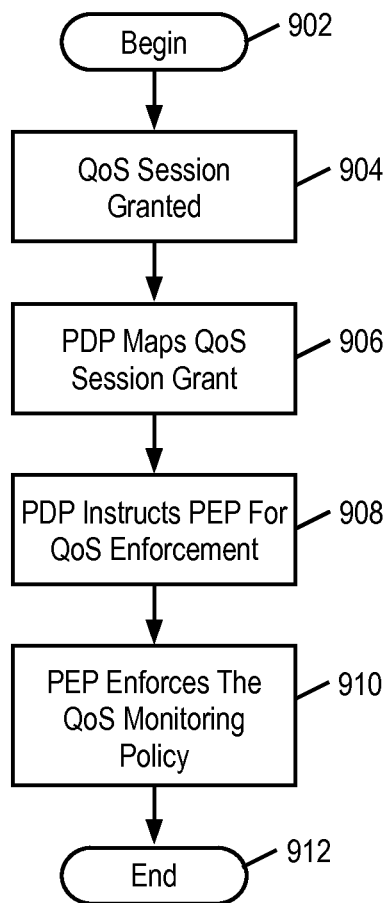 Begin
902
QoS Session
Granted
904
PDP Maps QoS
Session Grant
906
PDP Instructs PEP For
QoS Enforcement
908
PEP Enforces The
QoS Monitoring
Policy
910
End
912